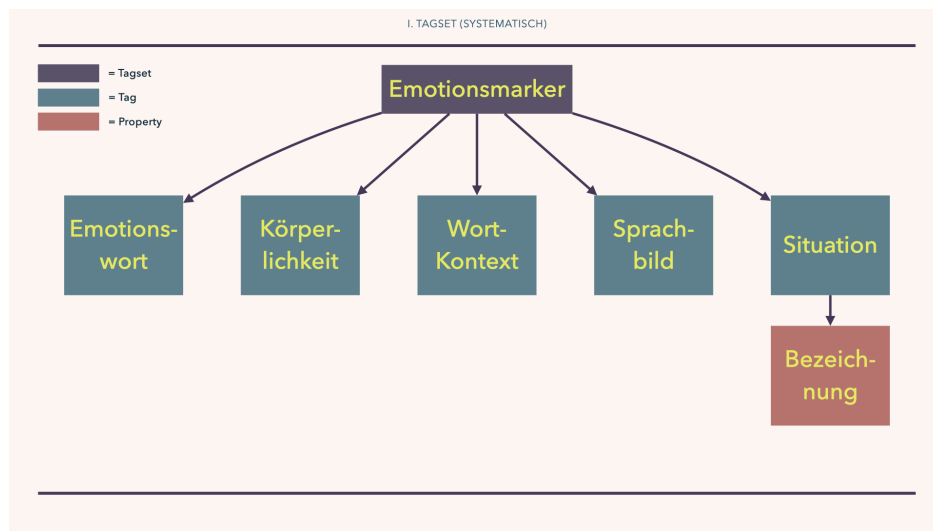 I. TAGSET (SYSTEMATISCH)
= Tagset
= Tag
= Property
Emotionsmarker
Emotions-
wort
Körper-
lichkeit
Wort-
Kontext
Sprach-
bild
Situation
Bezeich-
nung